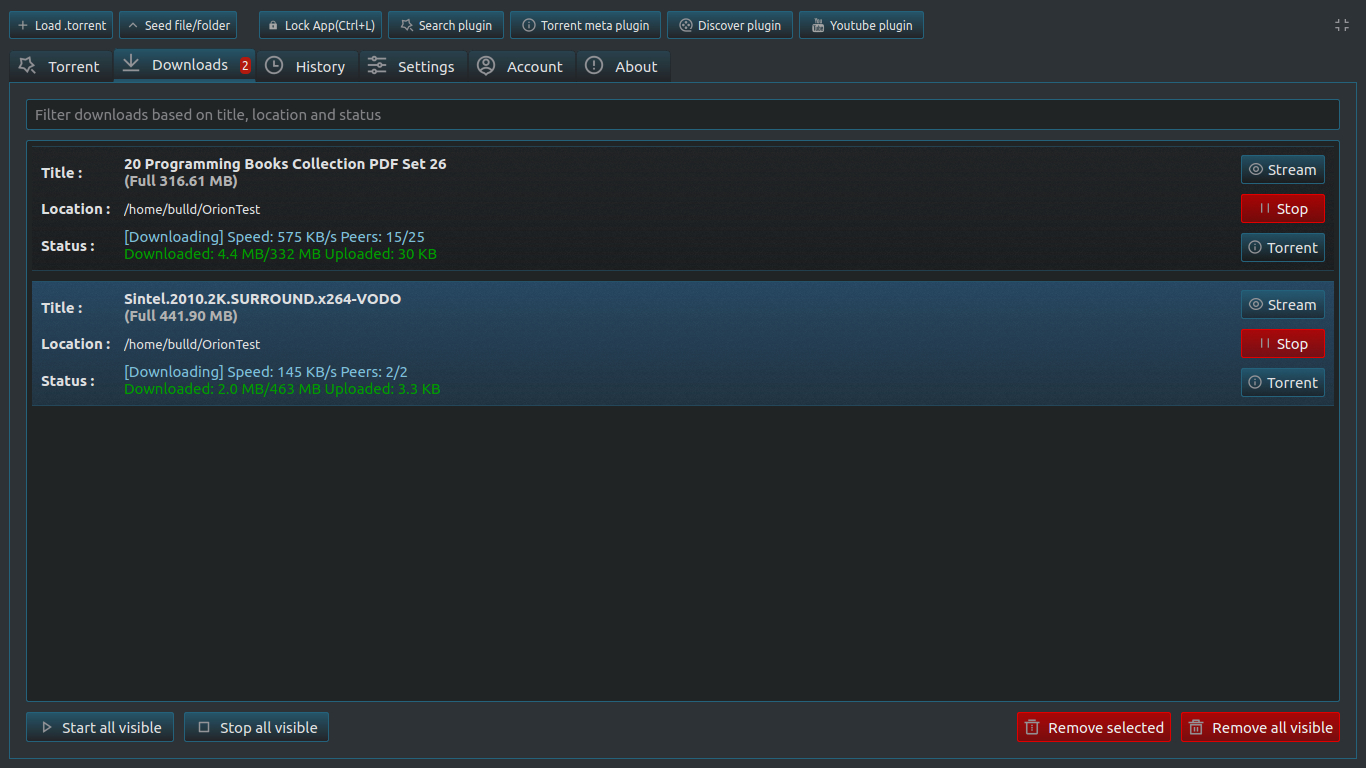 Load .torrent
Seed file/folder
Lock App(Ctrl+L)
Search plugin
Torrent meta plugin
Discover plugin
Youtube plugin
Torrent
Downloads 2
History
Settings
Account
About
Filter downloads based on title, location and status
Title : 20 Programming Books Collection PDF Set 26
(Full 316.61 MB)
Stream
Location : /home/bulld/OrionTest
Stop
Status : [Downloading] Speed: 575 KB/s Peers: 15/25
Downloaded: 4.4 MB/332 MB Uploaded: 30 KB
Torrent
Title : Sintel.2010.2K.SURROUND.x264-VODO
(Full 441.90 MB)
Stream
Location : /home/bulld/OrionTest
Stop
Status : [Downloading] Speed: 145 KB/s Peers: 2/2
Downloaded: 2.0 MB/463 MB Uploaded: 3.3 KB
Torrent
Start all visible
Stop all visible
Remove selected
Remove all visible